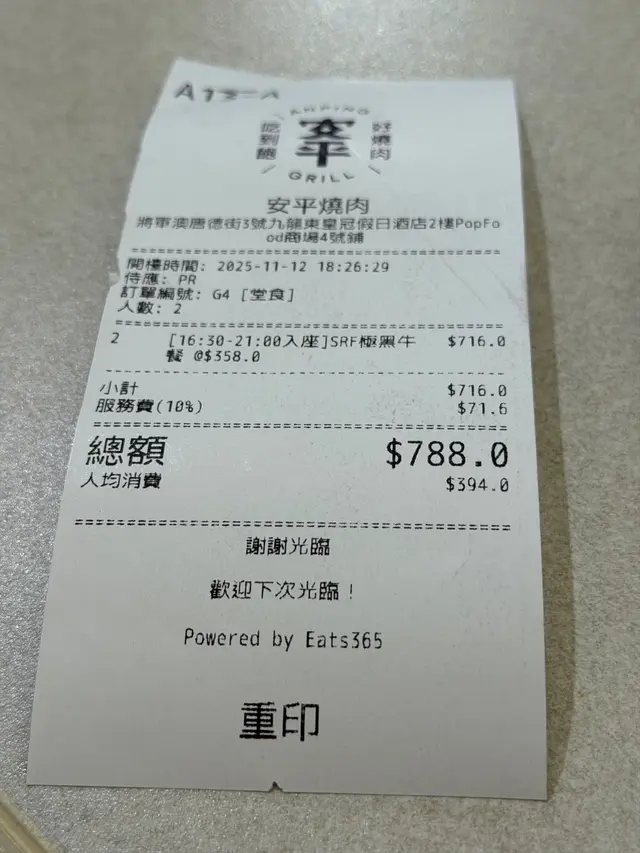 ANPING
吃到飽
安平
好燒肉
GRILL
安平燒肉
將軍澳唐德街3號九龍東皇冠假日酒店2樓PopFo
od商場4號鋪
開檯時間: 2025-11-12 18:26:29
侍應: PR
訂單編號: G4 [堂食]
人數: 2
2 [16:30-21:00入座]SRF極黑牛 $716.0
餐 @$358.0
小計 $716.0
服務費(10%) $71.6
總額 $788.0
人均消費 $394.0
謝謝光臨
歡迎下次光臨！
Powered by Eats365
重印